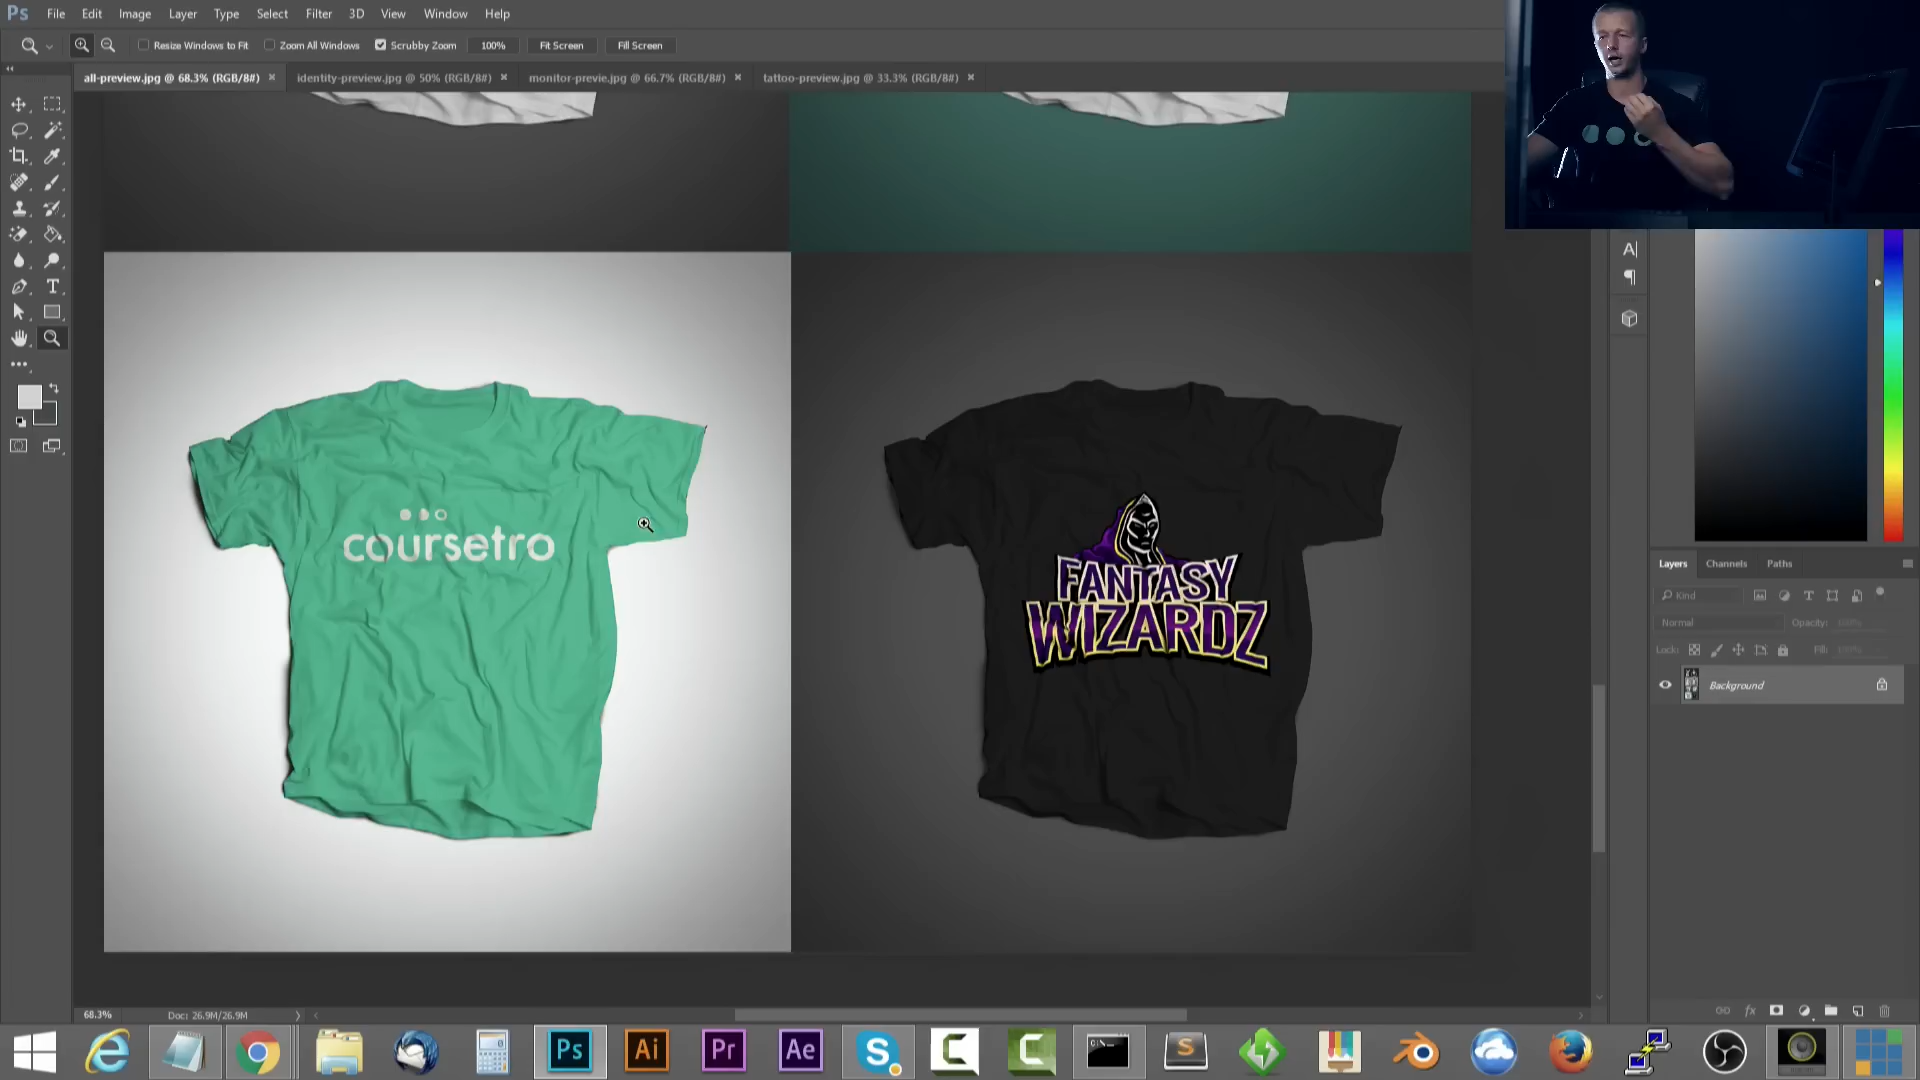 Ps File Edit Image Layer Type Select Filter 3D View Window Help
Resize Windows to Fit Zoom All Windows Scrubby Zoom 100% Fit Screen Fill Screen
all-preview.jpg @ 68.3% (RGB/8#) × identity-preview.jpg @ 50% (RGB/8#) × monitor-previe.jpg @ 66.7% (RGB/8#) × tattoo-preview.jpg @ 33.3% (RGB/8#) ×
coursetro
FANTASY
WIZARDZ
Layers Channels Paths
Kind
Normal Opacity: 100%
Lock: Fill: 100%
Background
68.3% Doc: 26.9M/26.9M
Ps Ai Pr Ae S C C C:\_ S